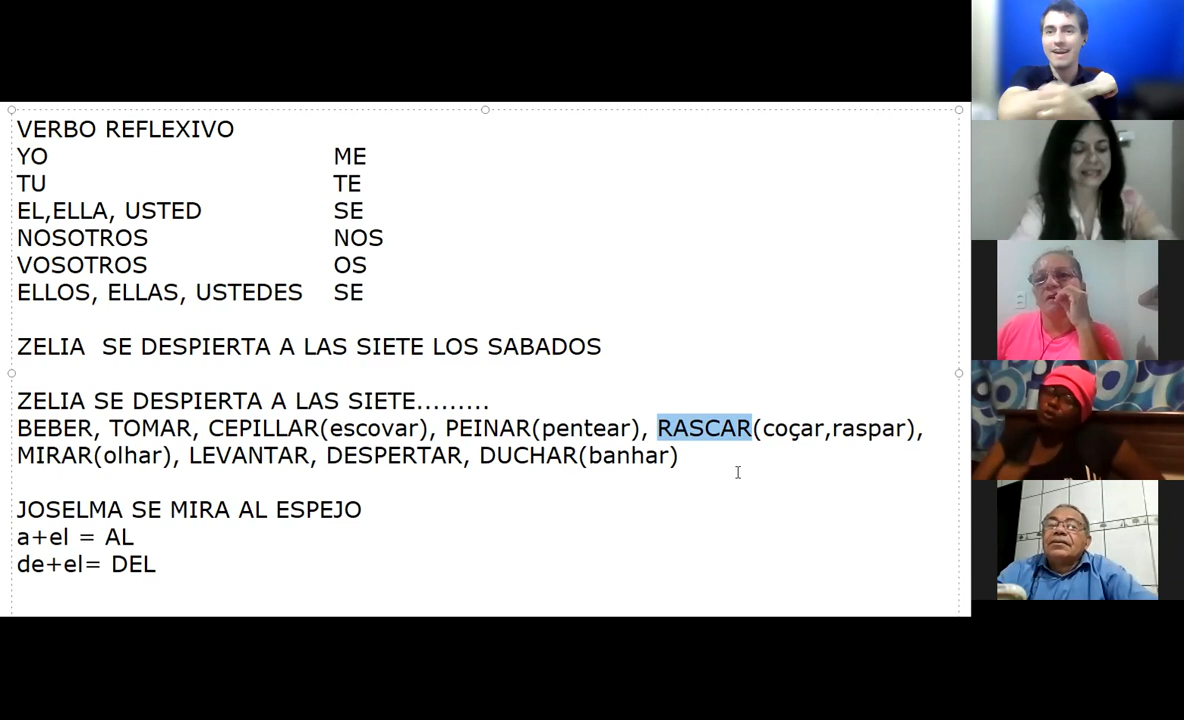 VERBO REFLEXIVO
YO ME
TU TE
EL,ELLA, USTED SE
NOSOTROS NOS
VOSOTROS OS
ELLOS, ELLAS, USTEDES SE
ZELIA SE DESPIERTA A LAS SIETE LOS SABADOS
ZELIA SE DESPIERTA A LAS SIETE.........
BEBER, TOMAR, CEPILLAR(escovar), PEINAR(pentear), RASCAR(coçar,raspar),
MIRAR(olhar), LEVANTAR, DESPERTAR, DUCHAR(banhar)
JOSELMA SE MIRA AL ESPEJO
a+el = AL
de+el= DEL